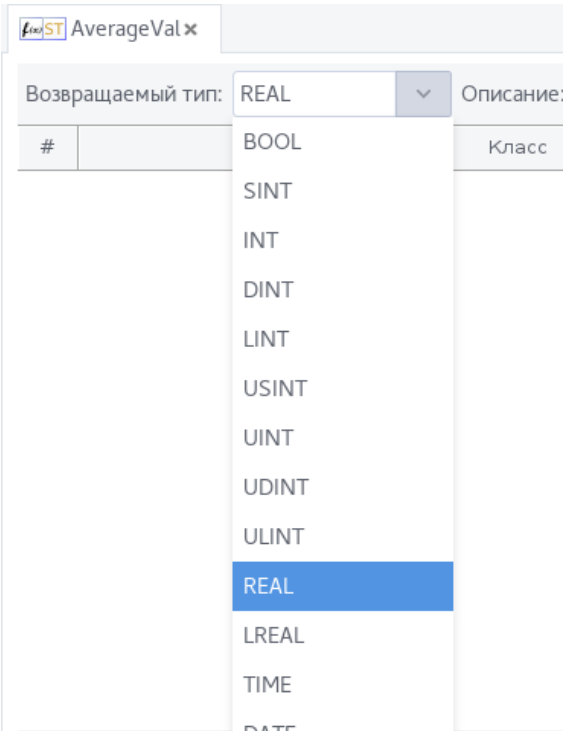 f(x) ST AverageVal ×
Возвращаемый тип: REAL Описание:
# Класс
BOOL
SINT
INT
DINT
LINT
USINT
UINT
UDINT
ULINT
REAL
LREAL
TIME
DATE